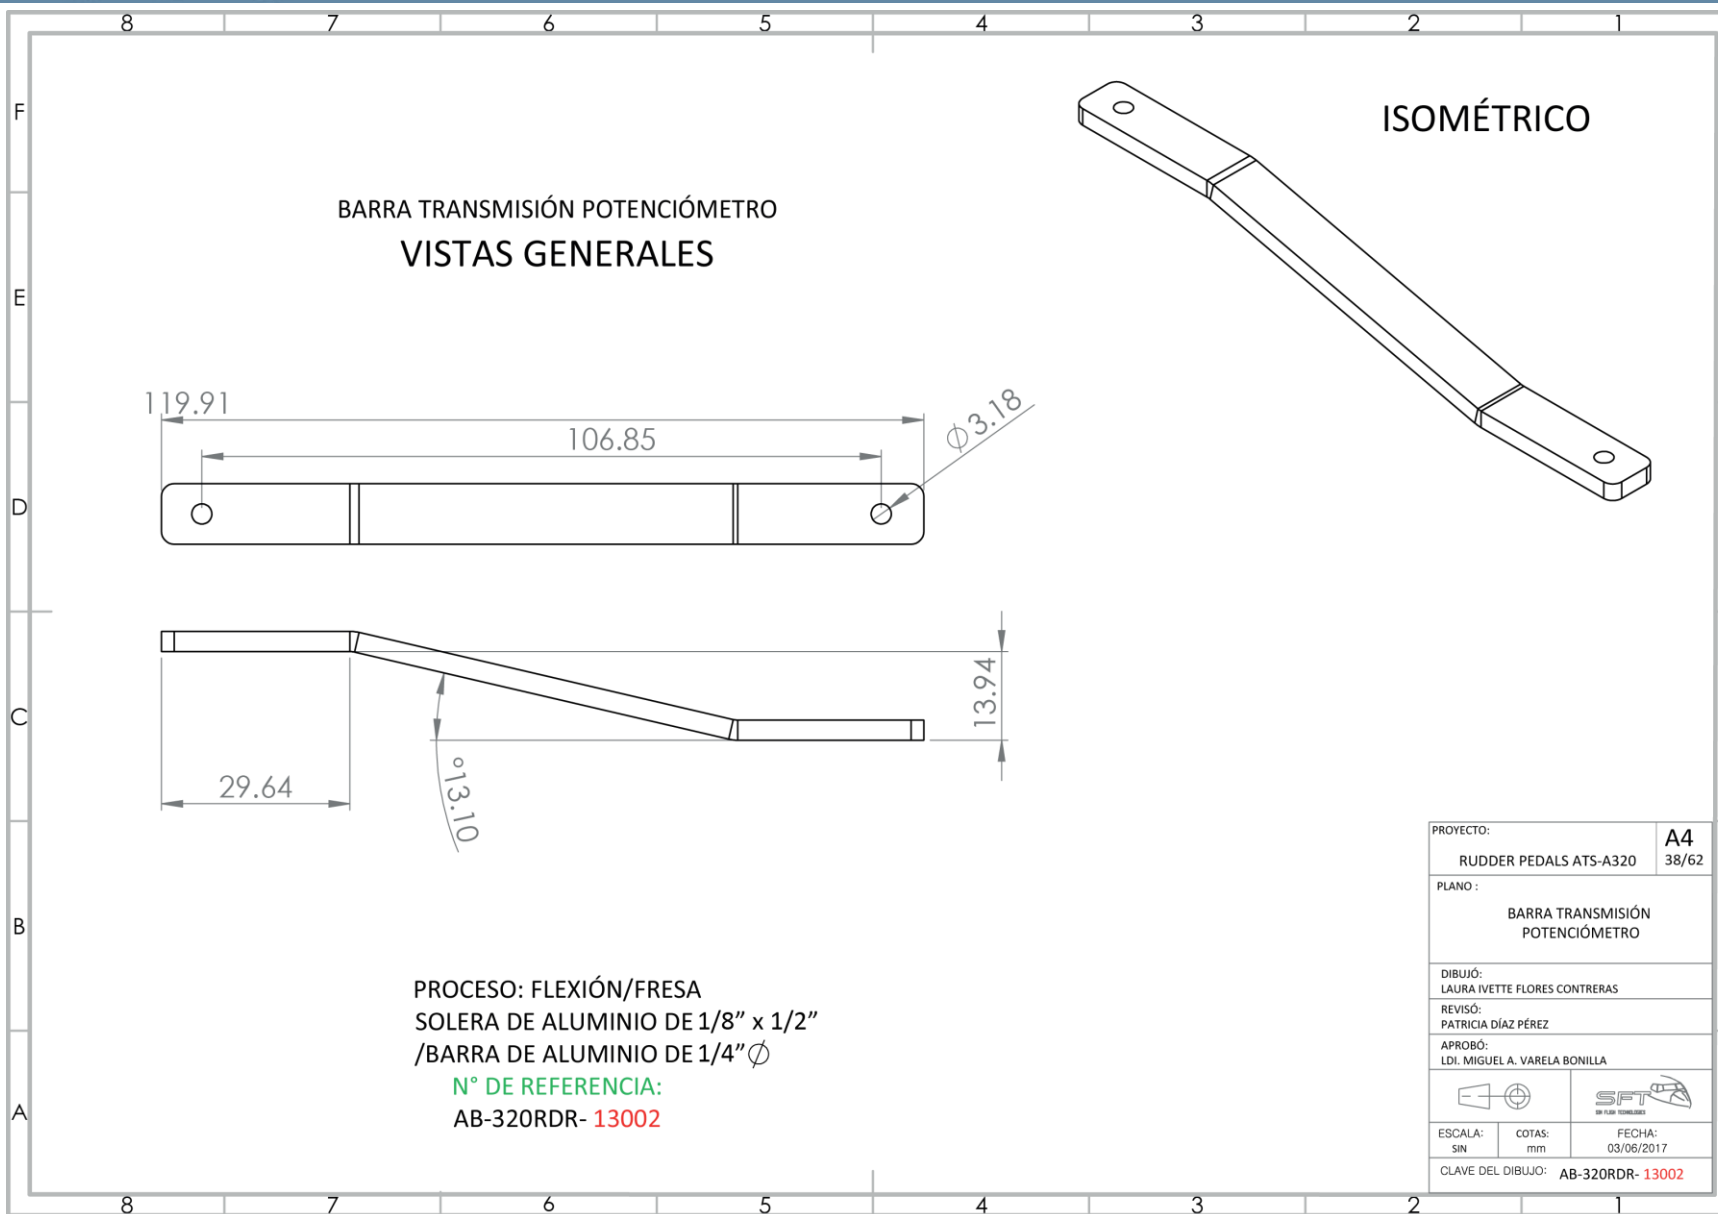 8 7 6 5 4 3 2 1
F
E
D
C
B
A
ISOMÉTRICO
BARRA TRANSMISIÓN POTENCIÓMETRO
VISTAS GENERALES
119.91
106.85
∅3.18
13.94
29.64
°13.10
PROCESO: FLEXIÓN/FRESA
SOLERA DE ALUMINIO DE 1/8” x 1/2”
/BARRA DE ALUMINIO DE 1/4”∅
N° DE REFERENCIA:
AB-320RDR- 13002
PROYECTO:
RUDDER PEDALS ATS-A320
A4
38/62
PLANO :
BARRA TRANSMISIÓN
POTENCIÓMETRO
DIBUJÓ:
LAURA IVETTE FLORES CONTRERAS
REVISÓ:
PATRICIA DÍAZ PÉREZ
APROBÓ:
LDI. MIGUEL A. VARELA BONILLA
SFT
ESCALA:
SIN
COTAS:
mm
FECHA:
03/06/2017
CLAVE DEL DIBUJO: AB-320RDR- 13002
8 7 6 5 4 3 2 1